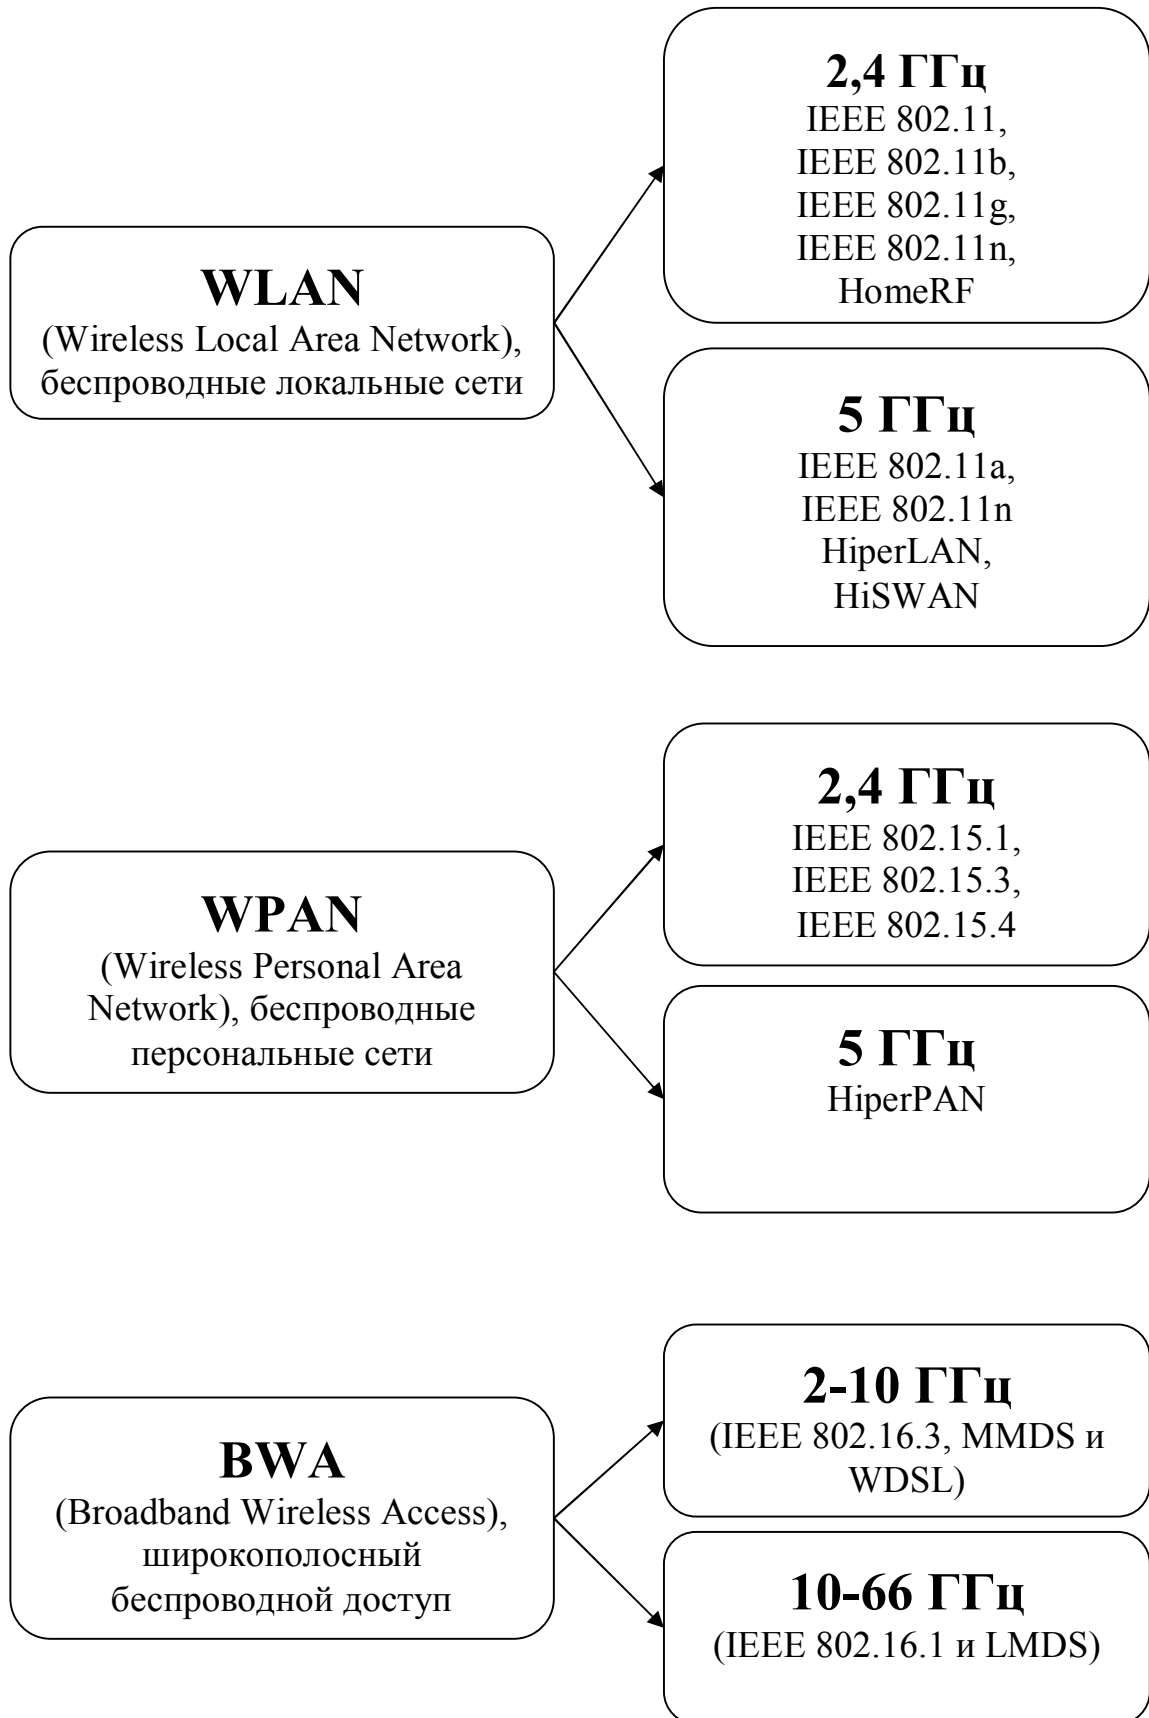 2,4 ГГц
IEEE 802.11,
IEEE 802.11b,
IEEE 802.11g,
IEEE 802.11n,
HomeRF
WLAN
(Wireless Local Area Network),
беспроводные локальные сети
5 ГГц
IEEE 802.11a,
IEEE 802.11n
HiperLAN,
HiSWAN
2,4 ГГц
IEEE 802.15.1,
IEEE 802.15.3,
IEEE 802.15.4
WPAN
(Wireless Personal Area
Network), беспроводные
персональные сети
5 ГГц
HiperPAN
2-10 ГГц
(IEEE 802.16.3, MMDS и
WDSL)
BWA
(Broadband Wireless Access),
широкополосный
беспроводной доступ
10-66 ГГц
(IEEE 802.16.1 и LMDS)